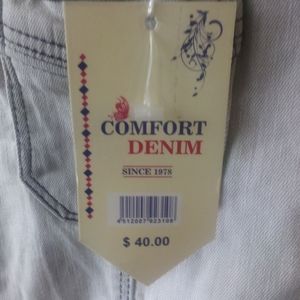 COMFORT
DENIM
SINCE 1978
$ 40.00